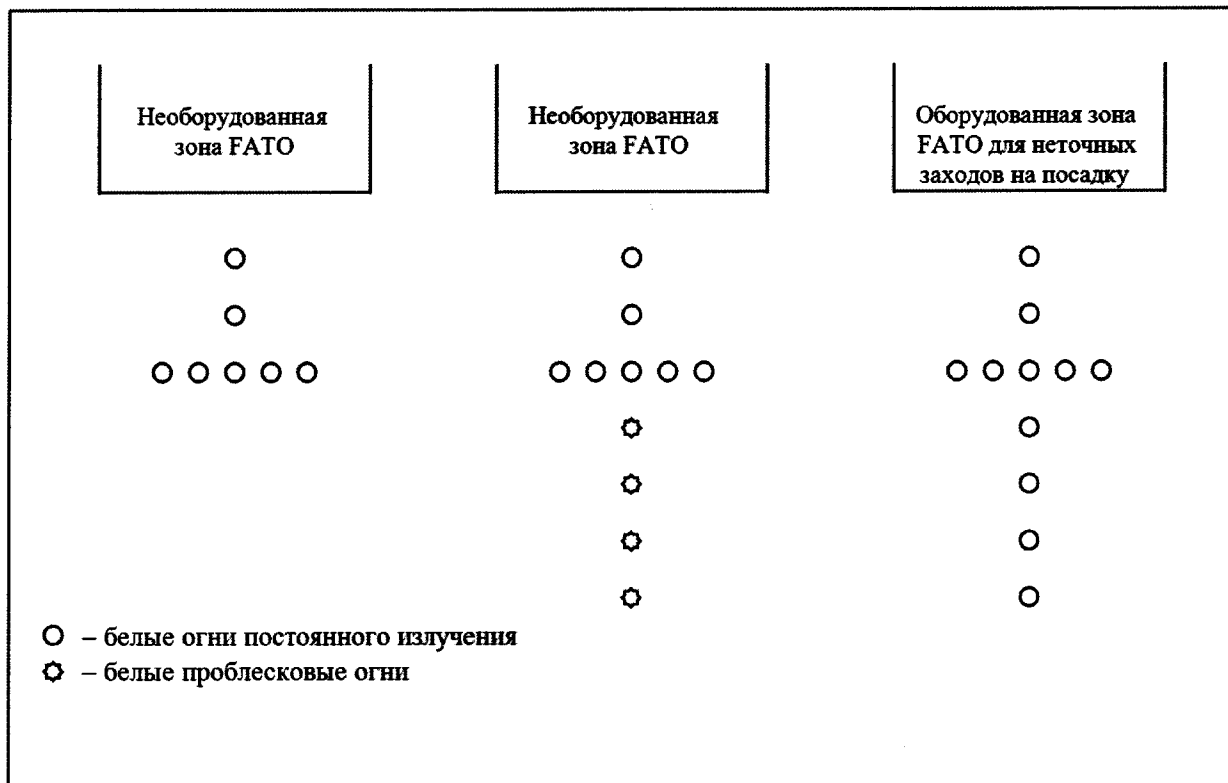 Необорудованная
зона FATO
Необорудованная
зона FATO
Оборудованная зона
FATO для неточных
заходов на посадку
– белые огни постоянного излучения
– белые проблесковые огни